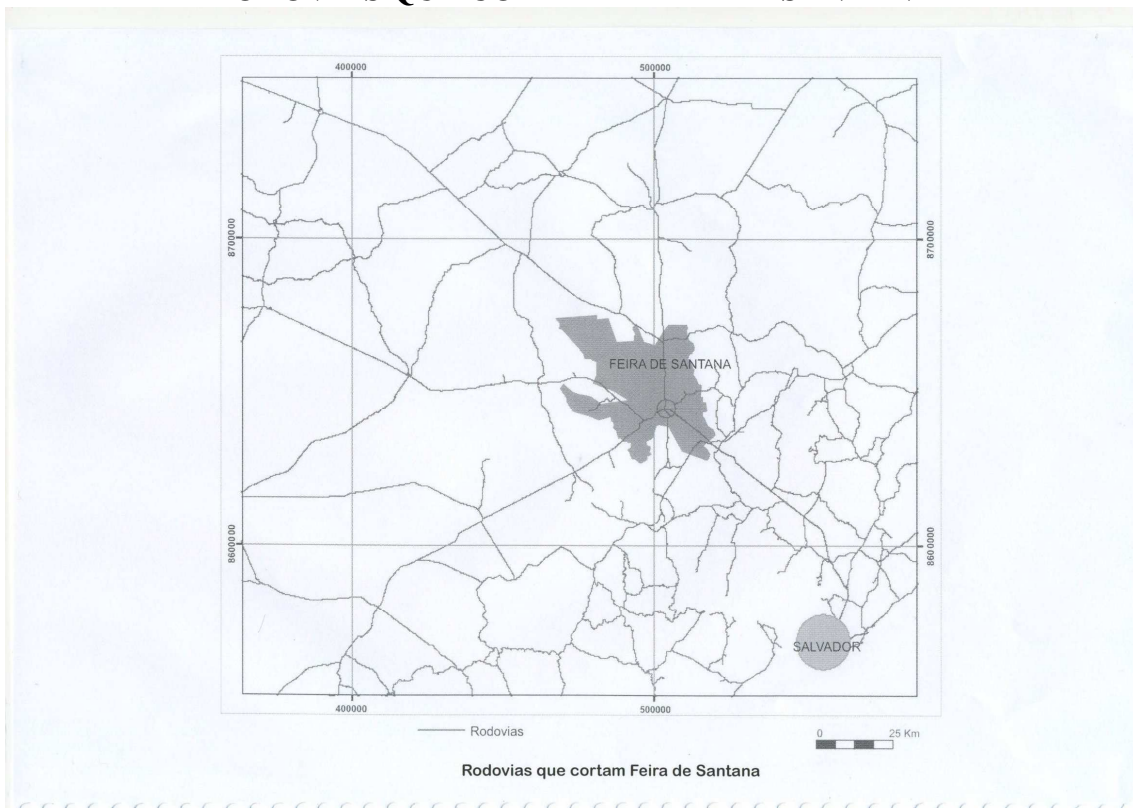 400000 500000
8700000 8700000
FEIRA DE SANTANA
8600000 8600000
SALVADOR
400000 500000
Rodovias
0 25 Km
Rodovias que cortam Feira de Santana